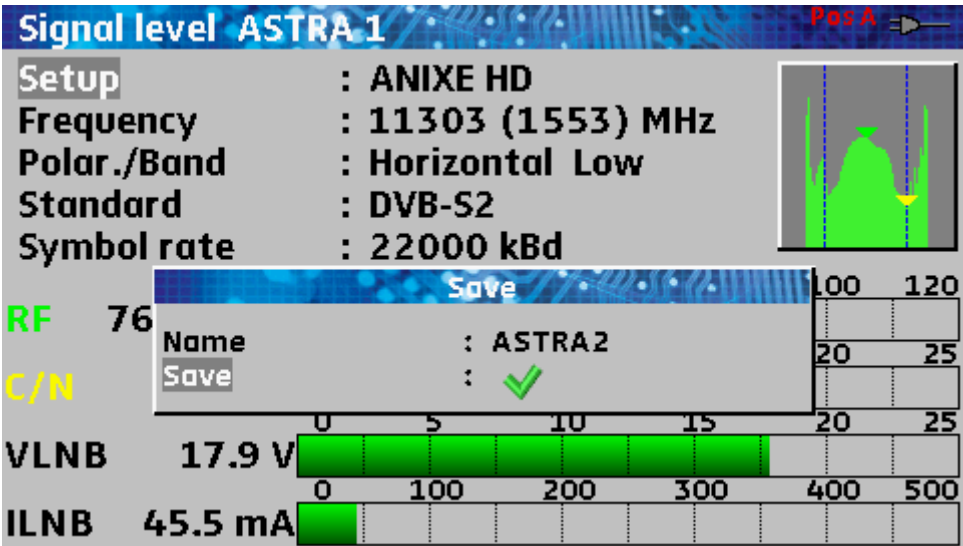 Signal level ASTRA 1 Pos A
Setup : ANIXE HD
Frequency : 11303 (1553) MHz
Polar./Band : Horizontal Low
Standard : DVB-S2
Symbol rate : 22000 kBd
Save
100 120
RF 76
Name : ASTRA2
20 25
Save :
C/N
0 5 10 15 20 25
VLNB 17.9 V
0 100 200 300 400 500
ILNB 45.5 mA